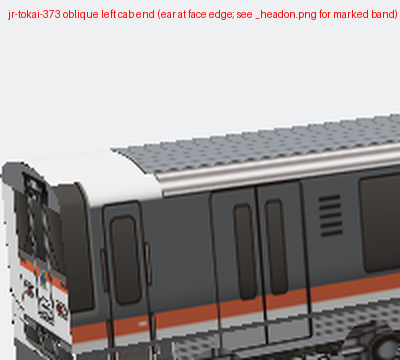 jr-tokai-373 oblique left cab end (ear at face edge; see _headon.png for marked band)